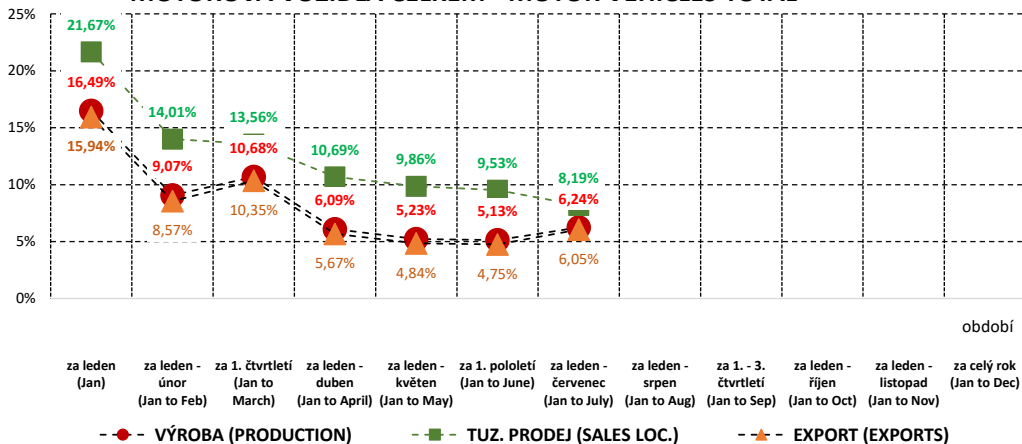 MOTOROVÁ VOZIDLA CELKEM - MOTOR VEHICLES TOTAL
25%
20%
15%
10%
5%
0%
21,67%
16,49%
15,94%
14,01%
9,07%
8,57%
13,56%
10,68%
10,35%
10,69%
6,09%
5,67%
9,86%
5,23%
4,84%
9,53%
5,13%
4,75%
8,19%
6,24%
6,05%
období
za leden
(Jan)
za leden -
únor
(Jan to Feb)
za 1. čtvrtletí
(Jan to
March)
za leden -
duben
(Jan to April)
za leden -
květen
(Jan to May)
za 1. pololetí
(Jan to June)
za leden -
červenec
(Jan to July)
za leden -
srpen
(Jan to Aug)
za 1. - 3.
čtvrtletí
(Jan to Sep)
za leden -
říjen
(Jan to Oct)
za leden -
listopad
(Jan to Nov)
za celý rok
(Jan to Dec)
VÝROBA (PRODUCTION)
TUZ. PRODEJ (SALES LOC.)
EXPORT (EXPORTS)